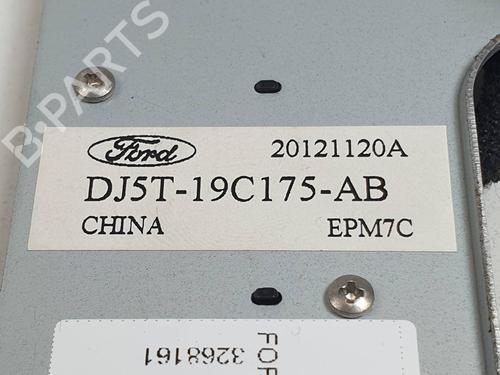 B-PARTS
Ford
20121120A
DJ5T-19C175-AB
CHINA
EPM7C
3268161